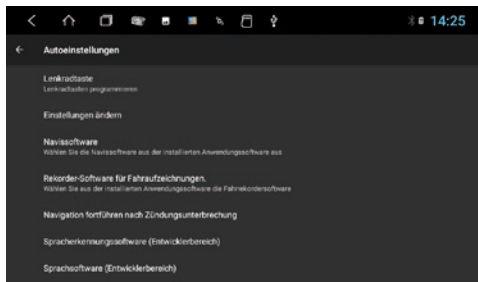 14:25
Autoeinstellungen
Lenkradtaste
Lenkradtasten programmieren
Einstellungen ändern
Navissoftware
Wählen Sie die Navissoftware aus der installierten Anwendungssoftware aus
Rekorder-Software für Fahraufzeichnungen.
Wählen Sie aus der installierten Anwendungssoftware die Fahrrekordersoftware
Navigation fortführen nach Zündungsunterbrechung
Spracherkennungssoftware (Entwicklerbereich)
Sprachsoftware (Entwicklerbereich)